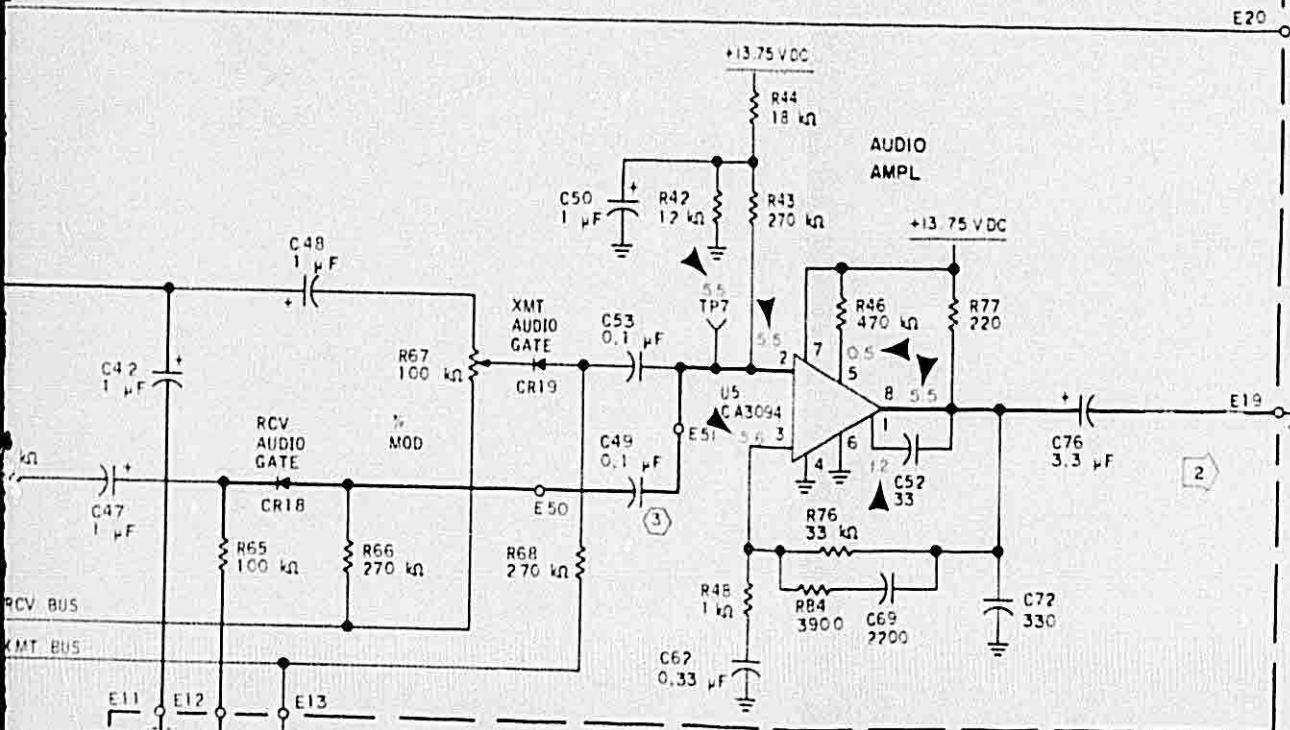 E20
+13.75 VDC
R44
18 kΩ
AUDIO
AMPL
C50
1 µF
R42
12 kΩ
R43
270 kΩ
+13.75 VDC
C48
1 µF
5.5
TP7
XMT
AUDIO
GATE
C53
0.1 µF
5.5
R46
470 kΩ
R77
220
C42
1 µF
R67
100 kΩ
CR19
2
7
0.5
5
U5
CA3094
8
5.5
E19
RCV
AUDIO
GATE
%
MOD
C49
0.1 µF
E51
5.6
3
1
6
4
C76
3.3 µF
2
kΩ
C47
1 µF
CR18
E50
3
1.2
C52
33
R76
33 kΩ
R65
100 kΩ
R66
270 kΩ
R68
270 kΩ
R48
1 kΩ
R84
3900
C69
2200
C72
330
RCV BUS
XMT BUS
C67
0.33 µF
E11
E12
E13